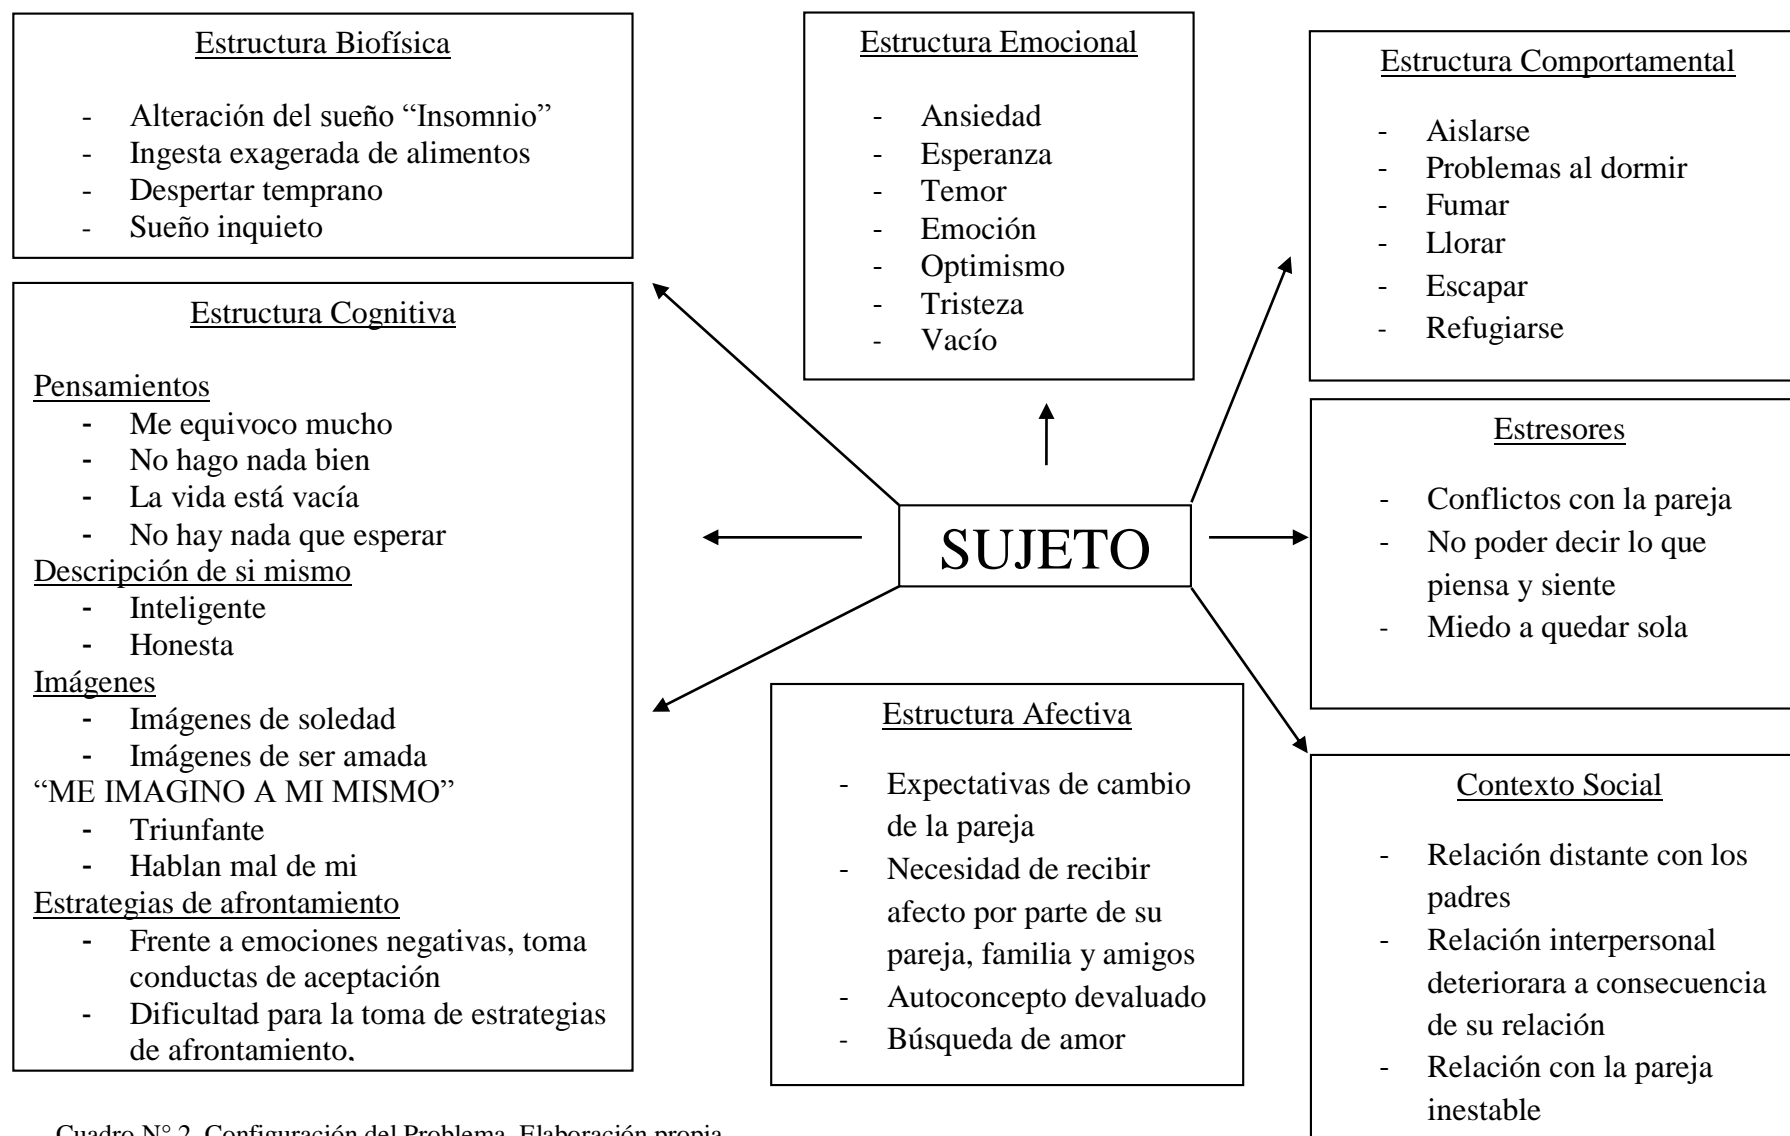 Estructura Biofísica
- Alteración del sueño “Insomnio”
- Ingesta exagerada de alimentos
- Despertar temprano
- Sueño inquieto
Estructura Cognitiva
Pensamientos
- Me equivoco mucho
- No hago nada bien
- La vida está vacía
- No hay nada que esperar
Descripción de si mismo
- Inteligente
- Honesta
Imágenes
- Imágenes de soledad
- Imágenes de ser amada
“ME IMAGINO A MI MISMO”
- Triunfante
- Hablan mal de mi
Estrategias de afrontamiento
- Frente a emociones negativas, toma
conductas de aceptación
- Dificultad para la toma de estrategias
de afrontamiento.
Estructura Emocional
- Ansiedad
- Esperanza
- Temor
- Emoción
- Optimismo
- Tristeza
- Vacío
SUJETO
Estructura Afectiva
- Expectativas de cambio
de la pareja
- Necesidad de recibir
afecto por parte de su
pareja, familia y amigos
- Autoconcepto devaluado
- Búsqueda de amor
Estructura Comportamental
- Aislarse
- Problemas al dormir
- Fumar
- Llorar
- Escapar
- Refugiarse
Estresores
- Conflictos con la pareja
- No poder decir lo que
piensa y siente
- Miedo a quedar sola
Contexto Social
- Relación distante con los
padres
- Relación interpersonal
deteriorara a consecuencia
de su relación
- Relación con la pareja
inestable
Cuadro N° 2. Configuración del Problema. Elaboración propia